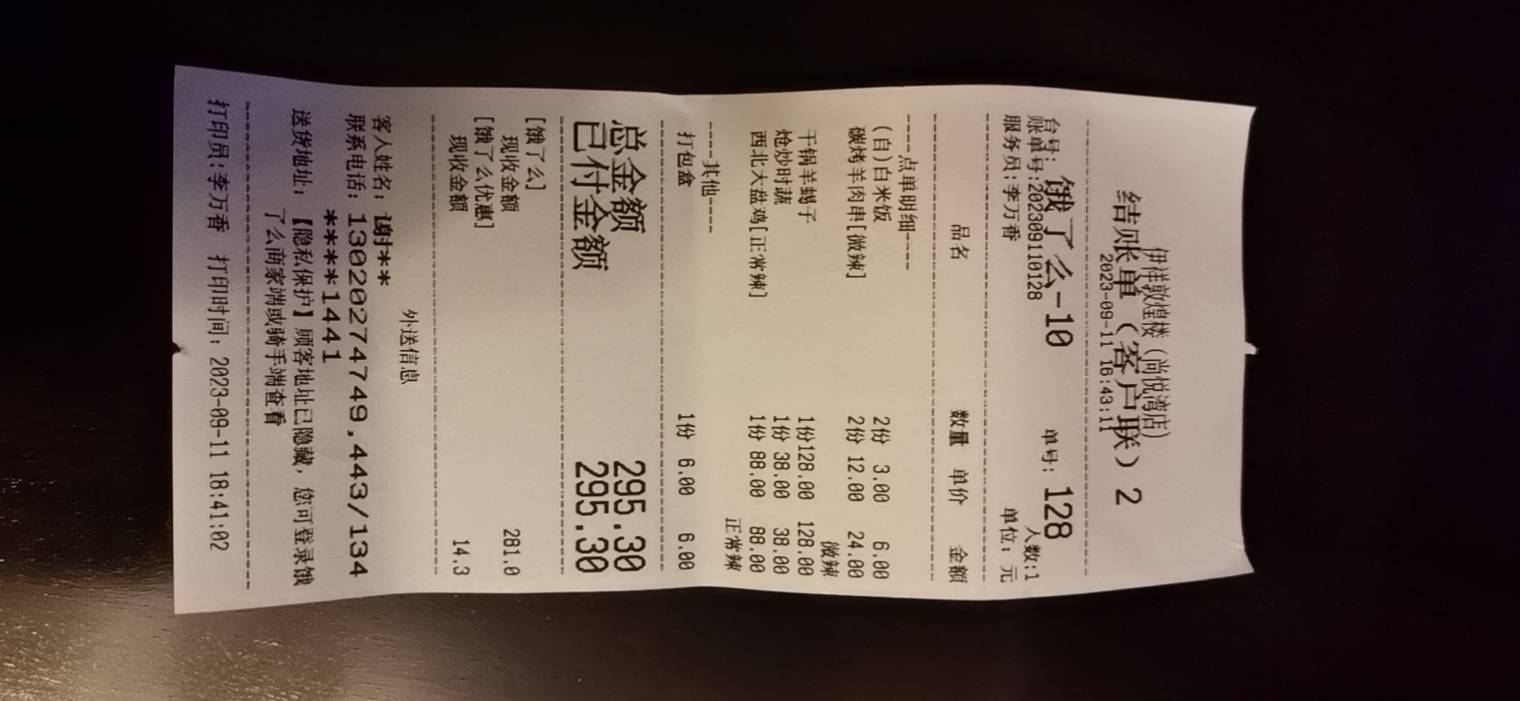 伊祥敦煌楼（尚悦湾店）
结账单（客户联）2
2023-09-11 16:43:11
台号: 饿了么-10 单号: 128
账单号:202309110128 人数:1
服务员:李万香 单位: 元
品名 数量 单价 金额
----点单明细----
(自)白米饭 2份 3.00 6.00
碳烤羊肉串[微辣] 2份 12.00 24.00
微辣
干锅羊蝎子 1份128.00 128.00
炝炒时蔬 1份 38.00 38.00
西北大盘鸡[正常辣] 1份 88.00 88.00
正常辣
----其他----
打包盒 1份 6.00 6.00
总金额 295.30
已付金额 295.30
[饿了么]
现收金额 281.0
[饿了么优惠]
现收金额 14.3
外送信息
客人姓名: 谢**
联系电话: 13020274749,443/134
****1441
送货地址: 【隐私保护】顾客地址已隐藏, 您可登录饿
了么商家端或骑手端查看
打印员:李万香 打印时间: 2023-09-11 18:41:02